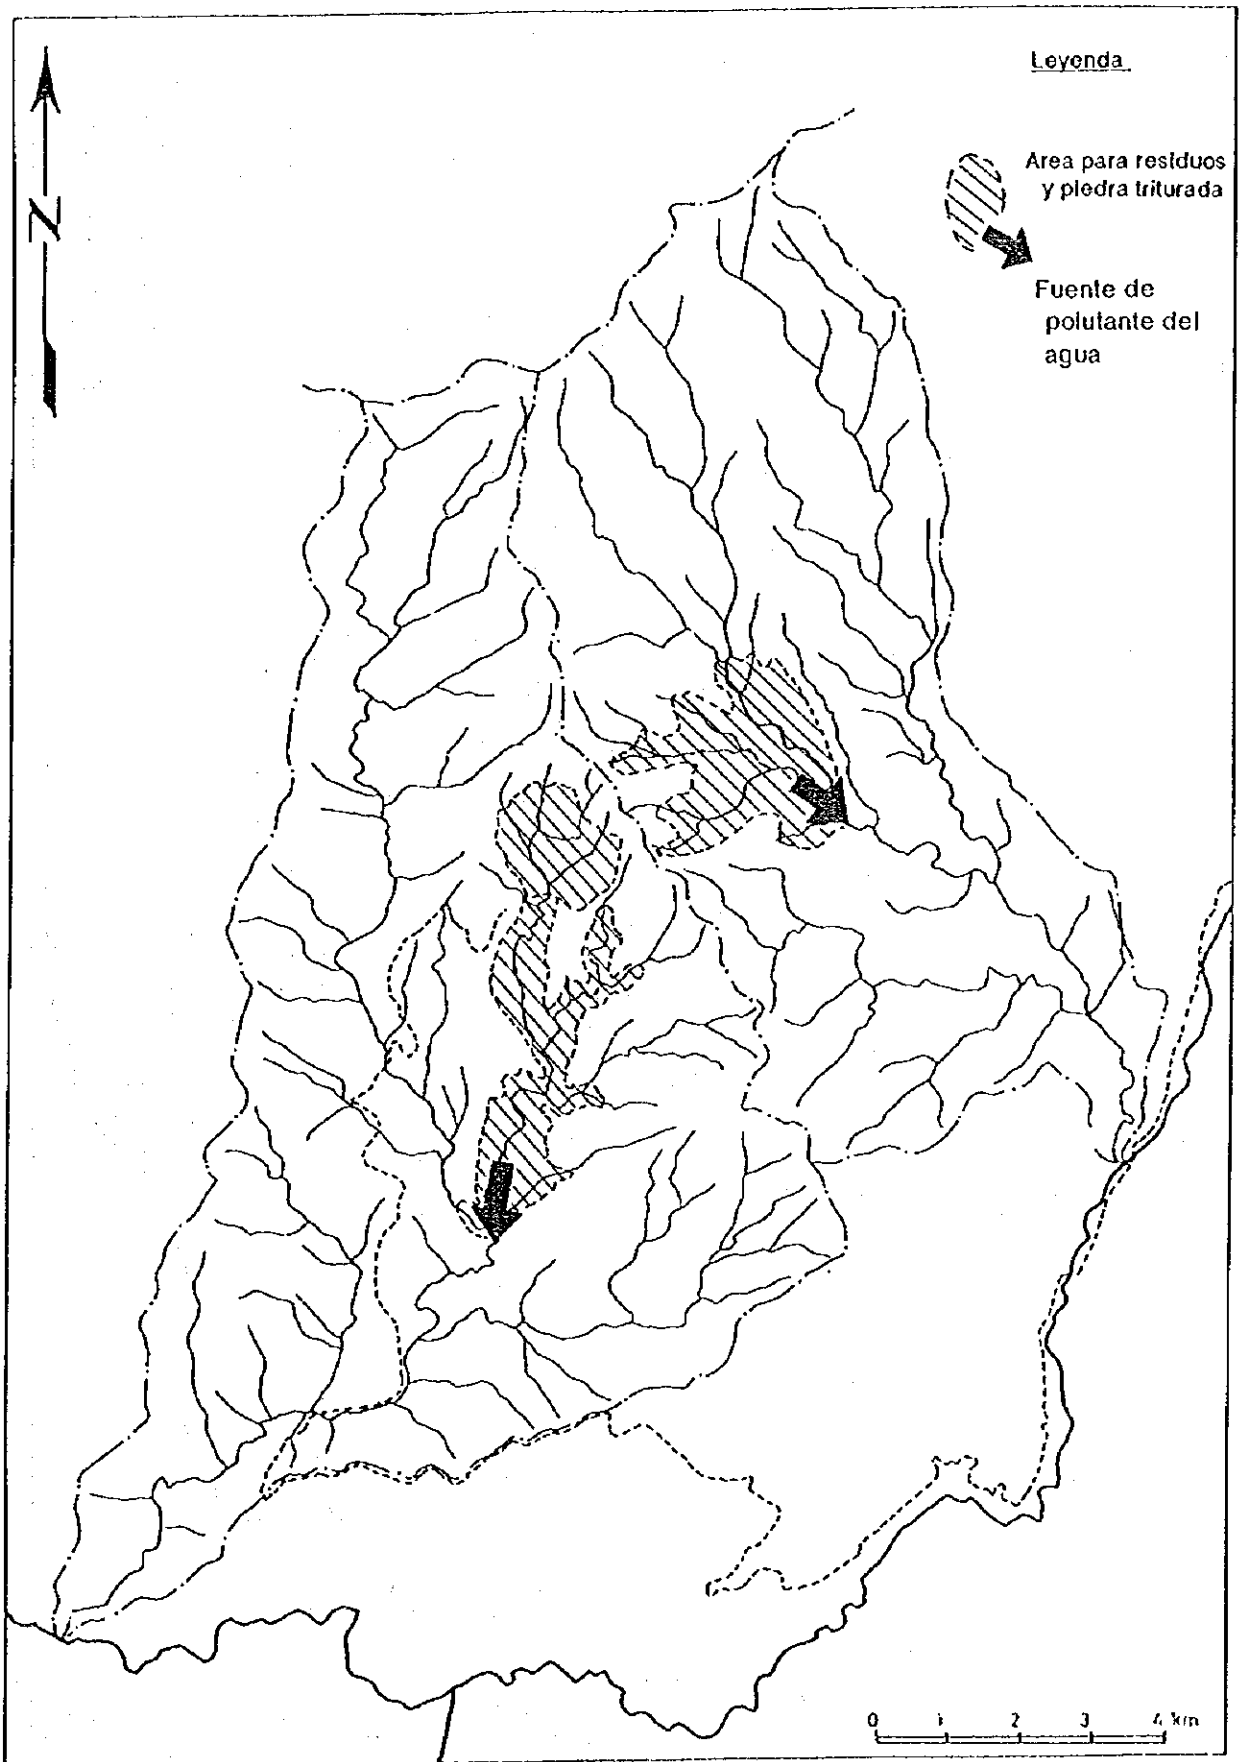 N
Leyenda
Area para residuos
y piedra triturada
Fuente de
polutante del
agua
0 1 2 3 4 km